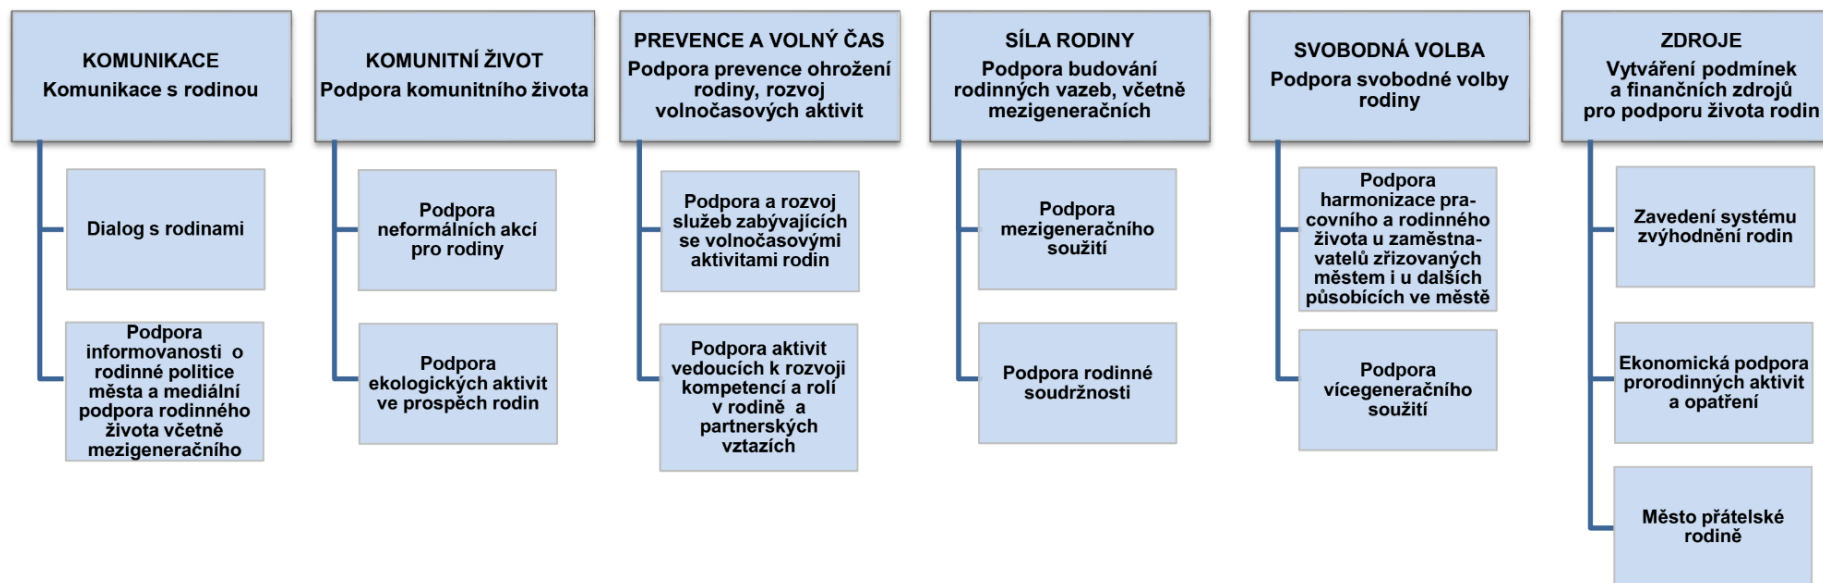 KOMUNIKACE
Komunikace s rodinou
Dialog s rodinami
Podpora
informovanosti o
rodinné politice
města a mediální
podpora rodinného
života včetně
mezigeneračního
KOMUNITNÍ ŽIVOT
Podpora komunitního života
Podpora
neformálních akcí
pro rodiny
Podpora
ekologických aktivit
ve prospěch rodin
PREVENCE A VOLNÝ ČAS
Podpora prevence ohrožení
rodiny, rozvoj
volnočasových aktivit
Podpora a rozvoj
služeb zabývajících
se volnočasovými
aktivitami rodin
Podpora aktivit
vedoucích k rozvoji
kompetencí a rolí
v rodině a
partnerských
vztazích
SÍLA RODINY
Podpora budování
rodinných vazeb, včetně
mezigeneračních
Podpora
mezigeneračního
soužití
Podpora rodinné
soudržnosti
SVOBODNÁ VOLBA
Podpora svobodné volby
rodiny
Podpora
harmonizace pra-
covního a rodinného
života u zaměstna-
vatelů zřizovaných
městem i u dalších
působících ve městě
Podpora
vícegeneračního
soužití
ZDROJE
Vytváření podmínek
a finančních zdrojů
pro podporu života rodin
Zavedení systému
zvýhodnění rodin
Ekonomická podpora
prorodinných aktivit
a opatření
Město přátelské
rodině